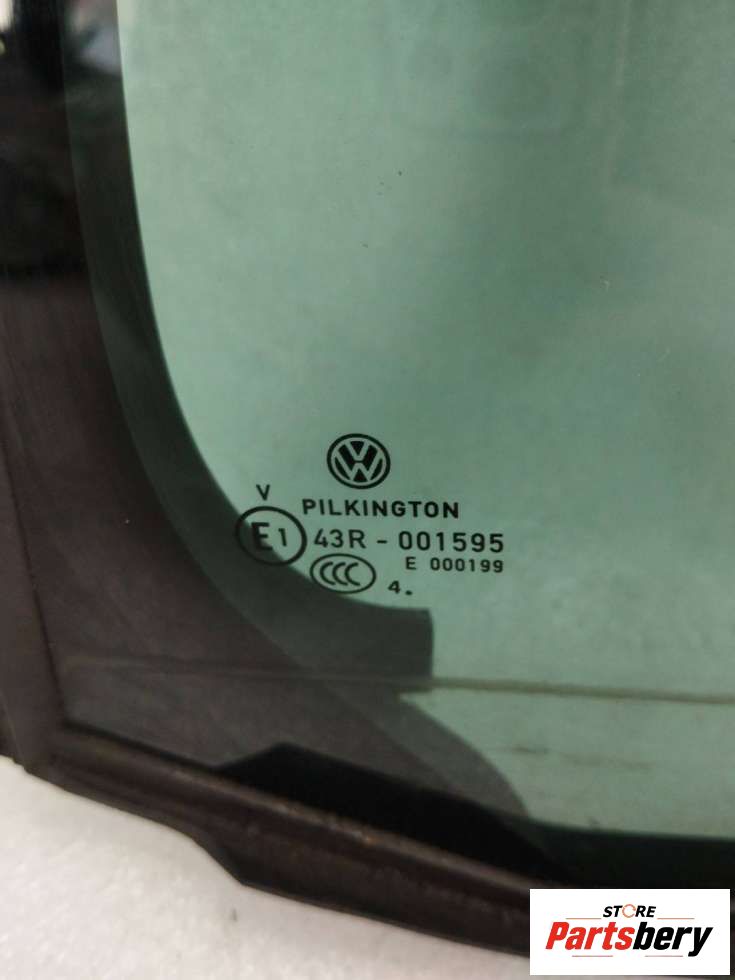 V
PILKINGTON
E1 43R - 001595
E 000199
CCC
4.
STORE
Partsbery